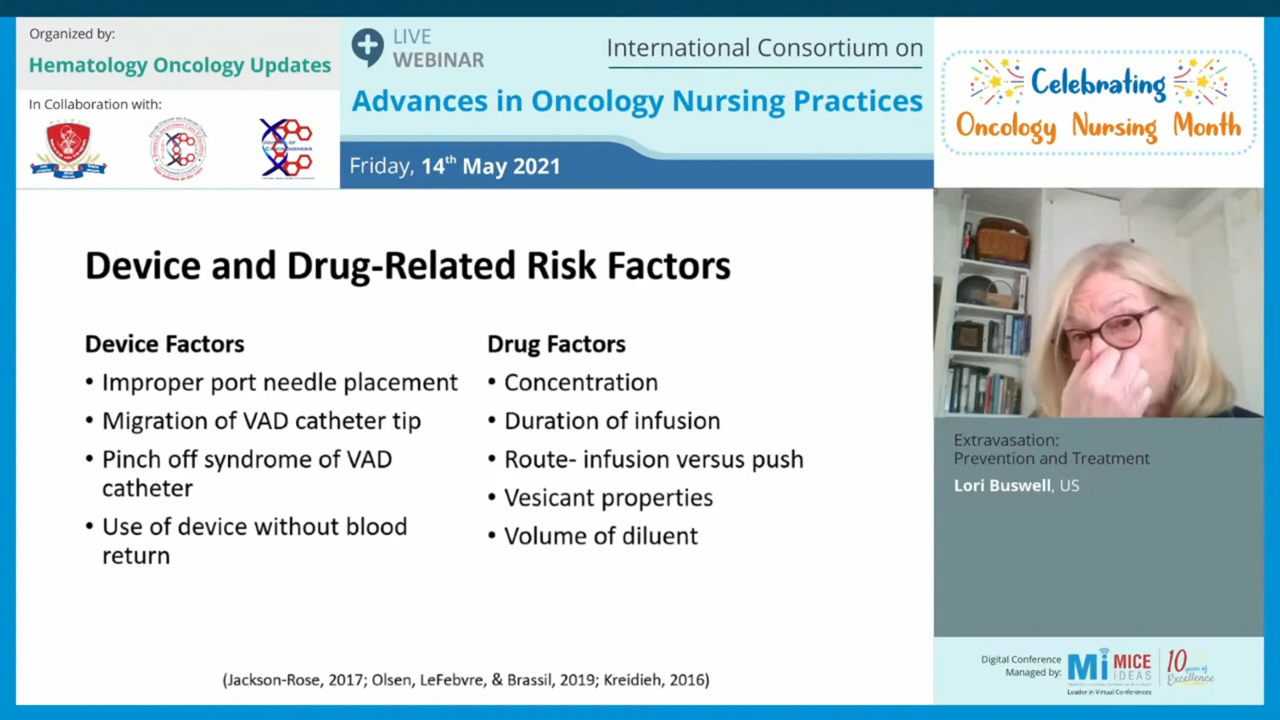 Organized by:
Hematology Oncology Updates
In Collaboration with:
LIVE
WEBINAR
International Consortium on
Advances in Oncology Nursing Practices
Friday, 14th May 2021
Celebrating
Oncology Nursing Month
Device and Drug-Related Risk Factors
Device Factors
• Improper port needle placement
• Migration of VAD catheter tip
• Pinch off syndrome of VAD
catheter
• Use of device without blood
return
Drug Factors
• Concentration
• Duration of infusion
• Route- infusion versus push
• Vesicant properties
• Volume of diluent
(Jackson-Rose, 2017; Olsen, LeFebvre, & Brassil, 2019; Kreidieh, 2016)
Extravasation:
Prevention and Treatment
Lori Buswell, US
Digital Conference
Managed by:
Mi MICE
IDEAS
Leader in Virtual Conferences
10 years of
Excellence